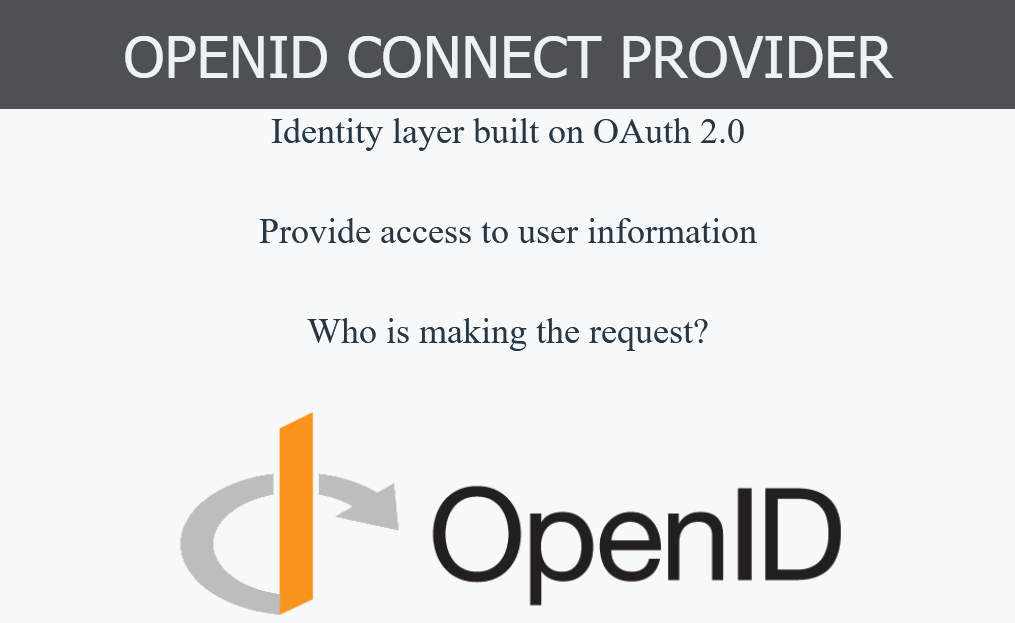 OPENID CONNECT PROVIDER
Identity layer built on OAuth 2.0
Provide access to user information
Who is making the request?
OpenID